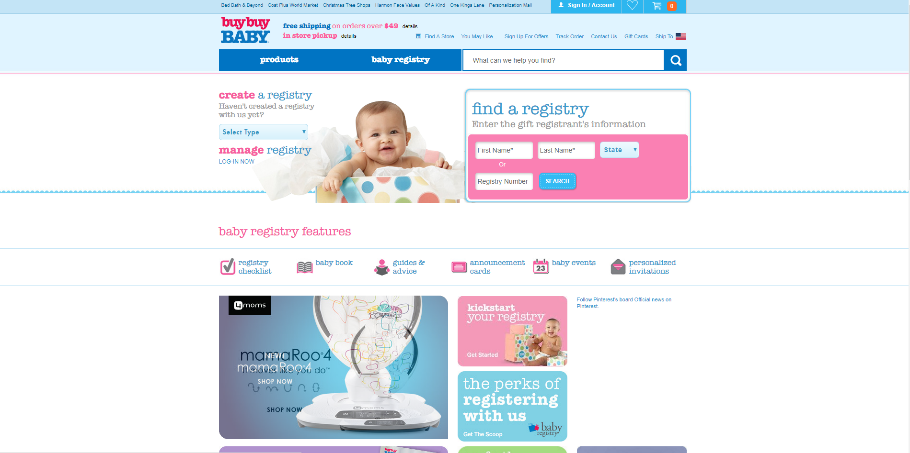 Bed Bath & Beyond Cost Plus World Market Christmas Tree Shops Harmon Face Values Of A Kind One Kings Lane Personalization Mall
Sign In / Account
0
buybuy
BABY
free shipping on orders over $49 details
in store pickup details
Find A Store You May Like Sign Up For Offers Track Order Contact Us Gift Cards Ship To
products
baby registry
What can we help you find?
create a registry
Haven't created a registry
with us yet?
Select Type
manage registry
LOG IN NOW
find a registry
Enter the gift registrant's information
First Name*
Last Name*
State
Or
Registry Number
SEARCH
baby registry features
registry
checklist
baby book
guides &
advice
announcement
cards
23
baby events
personalized
invitations
4moms
mamaRoo4
NEW
mamaRoo4
SHOP NOW
SHOP NOW
kickstart
your registry
Get Started
the perks of
registering
with us
Get The Scoop
baby
registry
Follow Pinterest's board Official news on
Pinterest.